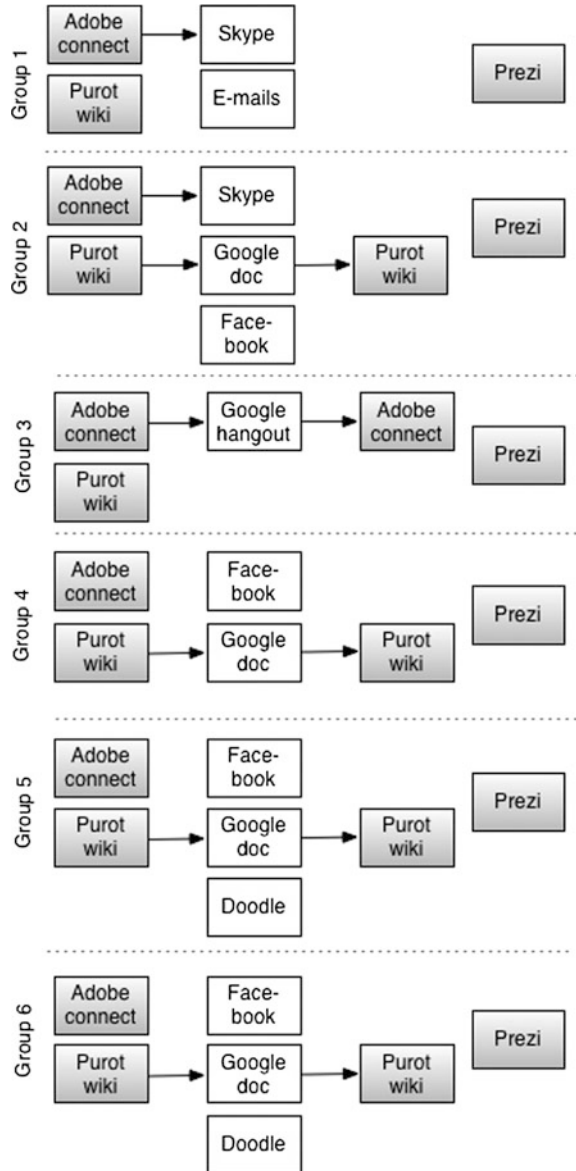 Group 1
Adobe
connect
Skype
Prezi
Purot
wiki
E-mails
Group 2
Adobe
connect
Skype
Prezi
Purot
wiki
Google
doc
Purot
wiki
Face-
book
Group 3
Adobe
connect
Google
hangout
Adobe
connect
Prezi
Purot
wiki
Group 4
Adobe
connect
Face-
book
Prezi
Purot
wiki
Google
doc
Purot
wiki
Group 5
Adobe
connect
Face-
book
Prezi
Purot
wiki
Google
doc
Purot
wiki
Doodle
Group 6
Adobe
connect
Face-
book
Prezi
Purot
wiki
Google
doc
Purot
wiki
Doodle